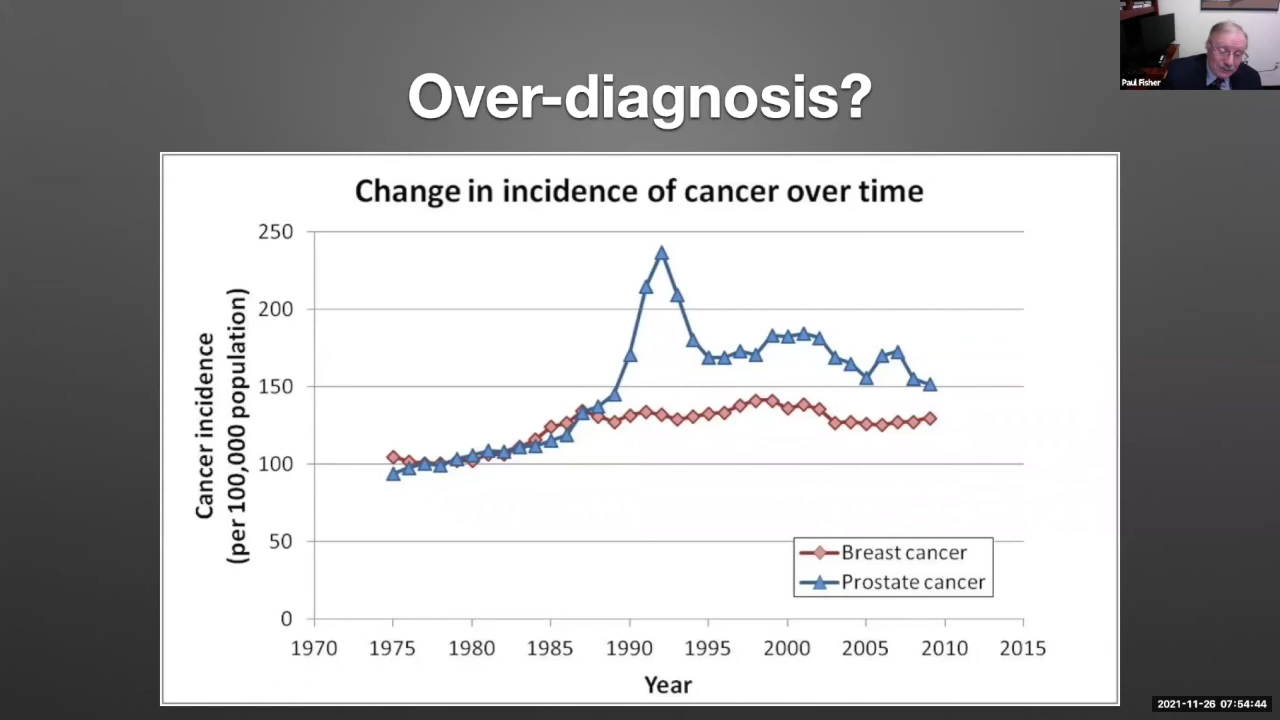 Paul Fisher
Over-diagnosis?
Change in incidence of cancer over time
Cancer incidence
(per 100,000 population)
250
200
150
100
50
0
Breast cancer
Prostate cancer
1970 1975 1980 1985 1990 1995 2000 2005 2010 2015
Year
2021-11-26 07:54:44